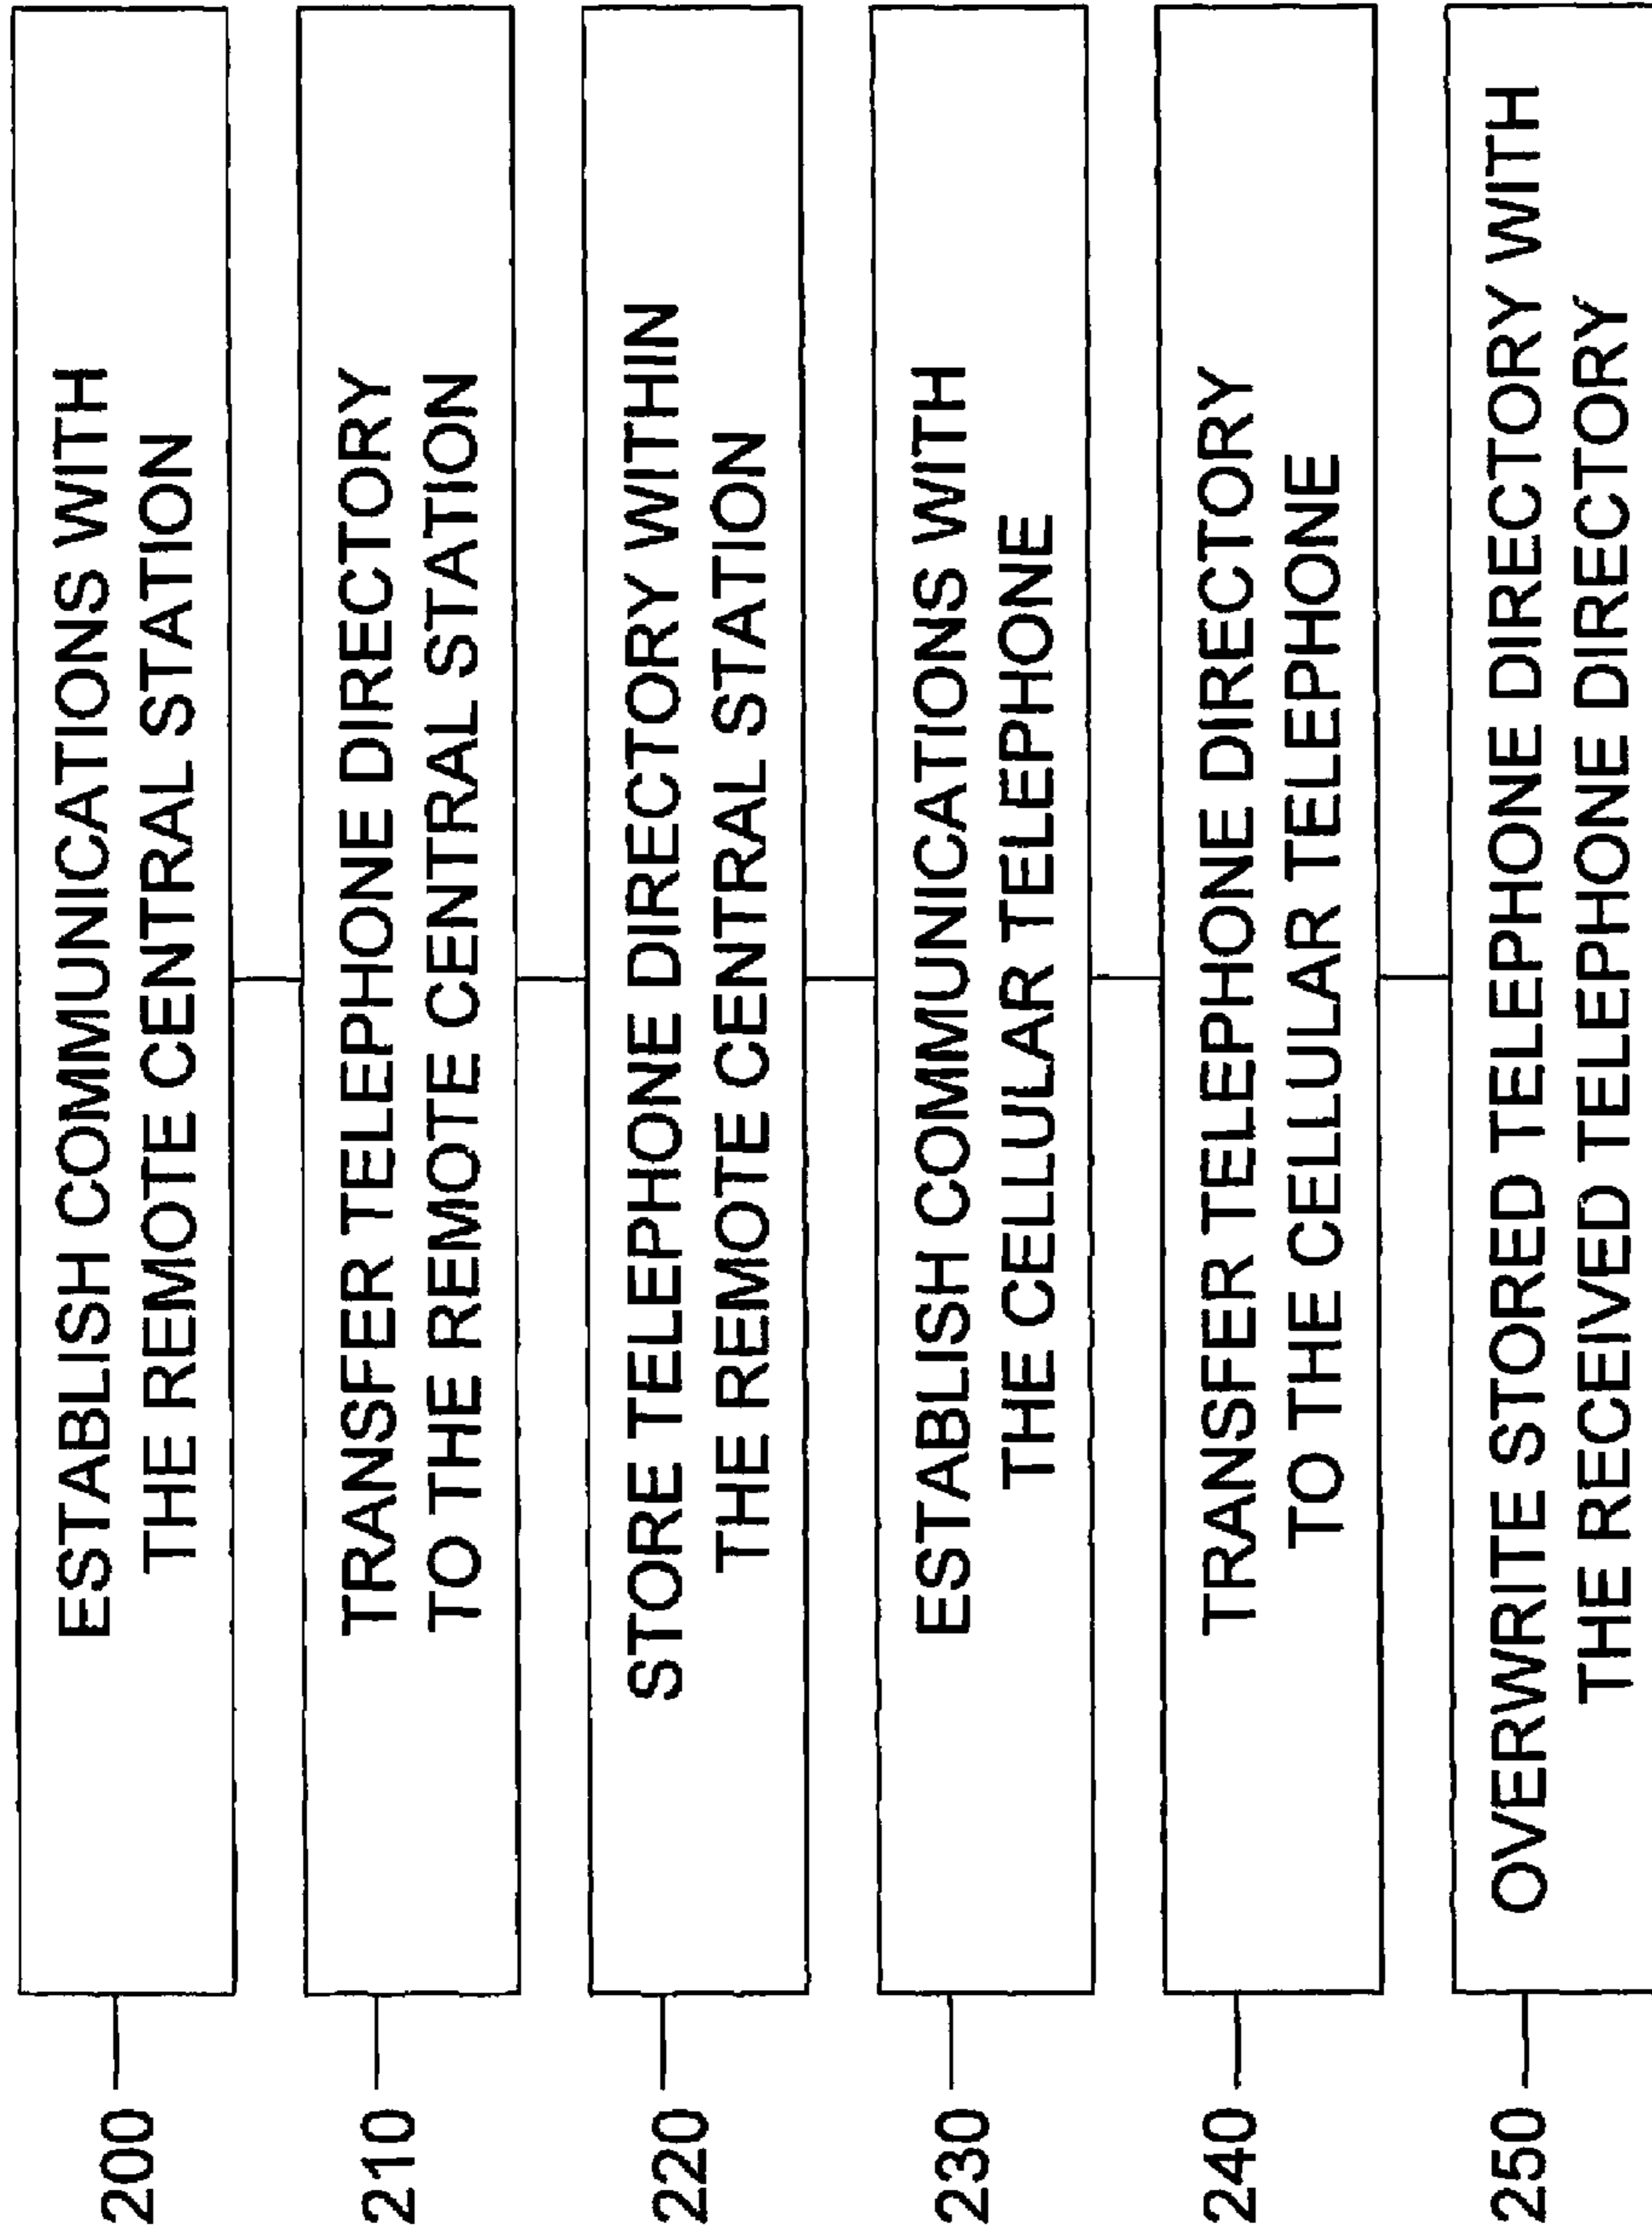 200
ESTABLISH COMMUNICATIONS WITH
THE REMOTE CENTRAL STATION
210
TRANSFER TELEPHONE DIRECTORY
TO THE REMOTE CENTRAL STATION
220
STORE TELEPHONE DIRECTORY WITHIN
THE REMOTE CENTRAL STATION
230
ESTABLISH COMMUNICATIONS WITH
THE CELLULAR TELEPHONE
240
TRANSFER TELEPHONE DIRECTORY
TO THE CELLULAR TELEPHONE
250
OVERWRITE STORED TELEPHONE DIRECTORY WITH
THE RECEIVED TELEPHONE DIRECTORY